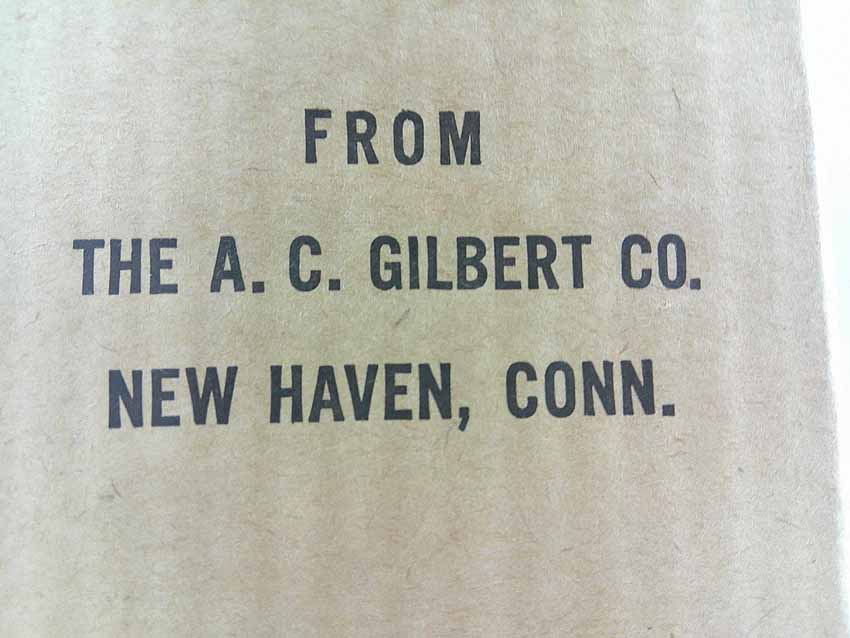 FROM
THE A. C. GILBERT CO.
NEW HAVEN, CONN.